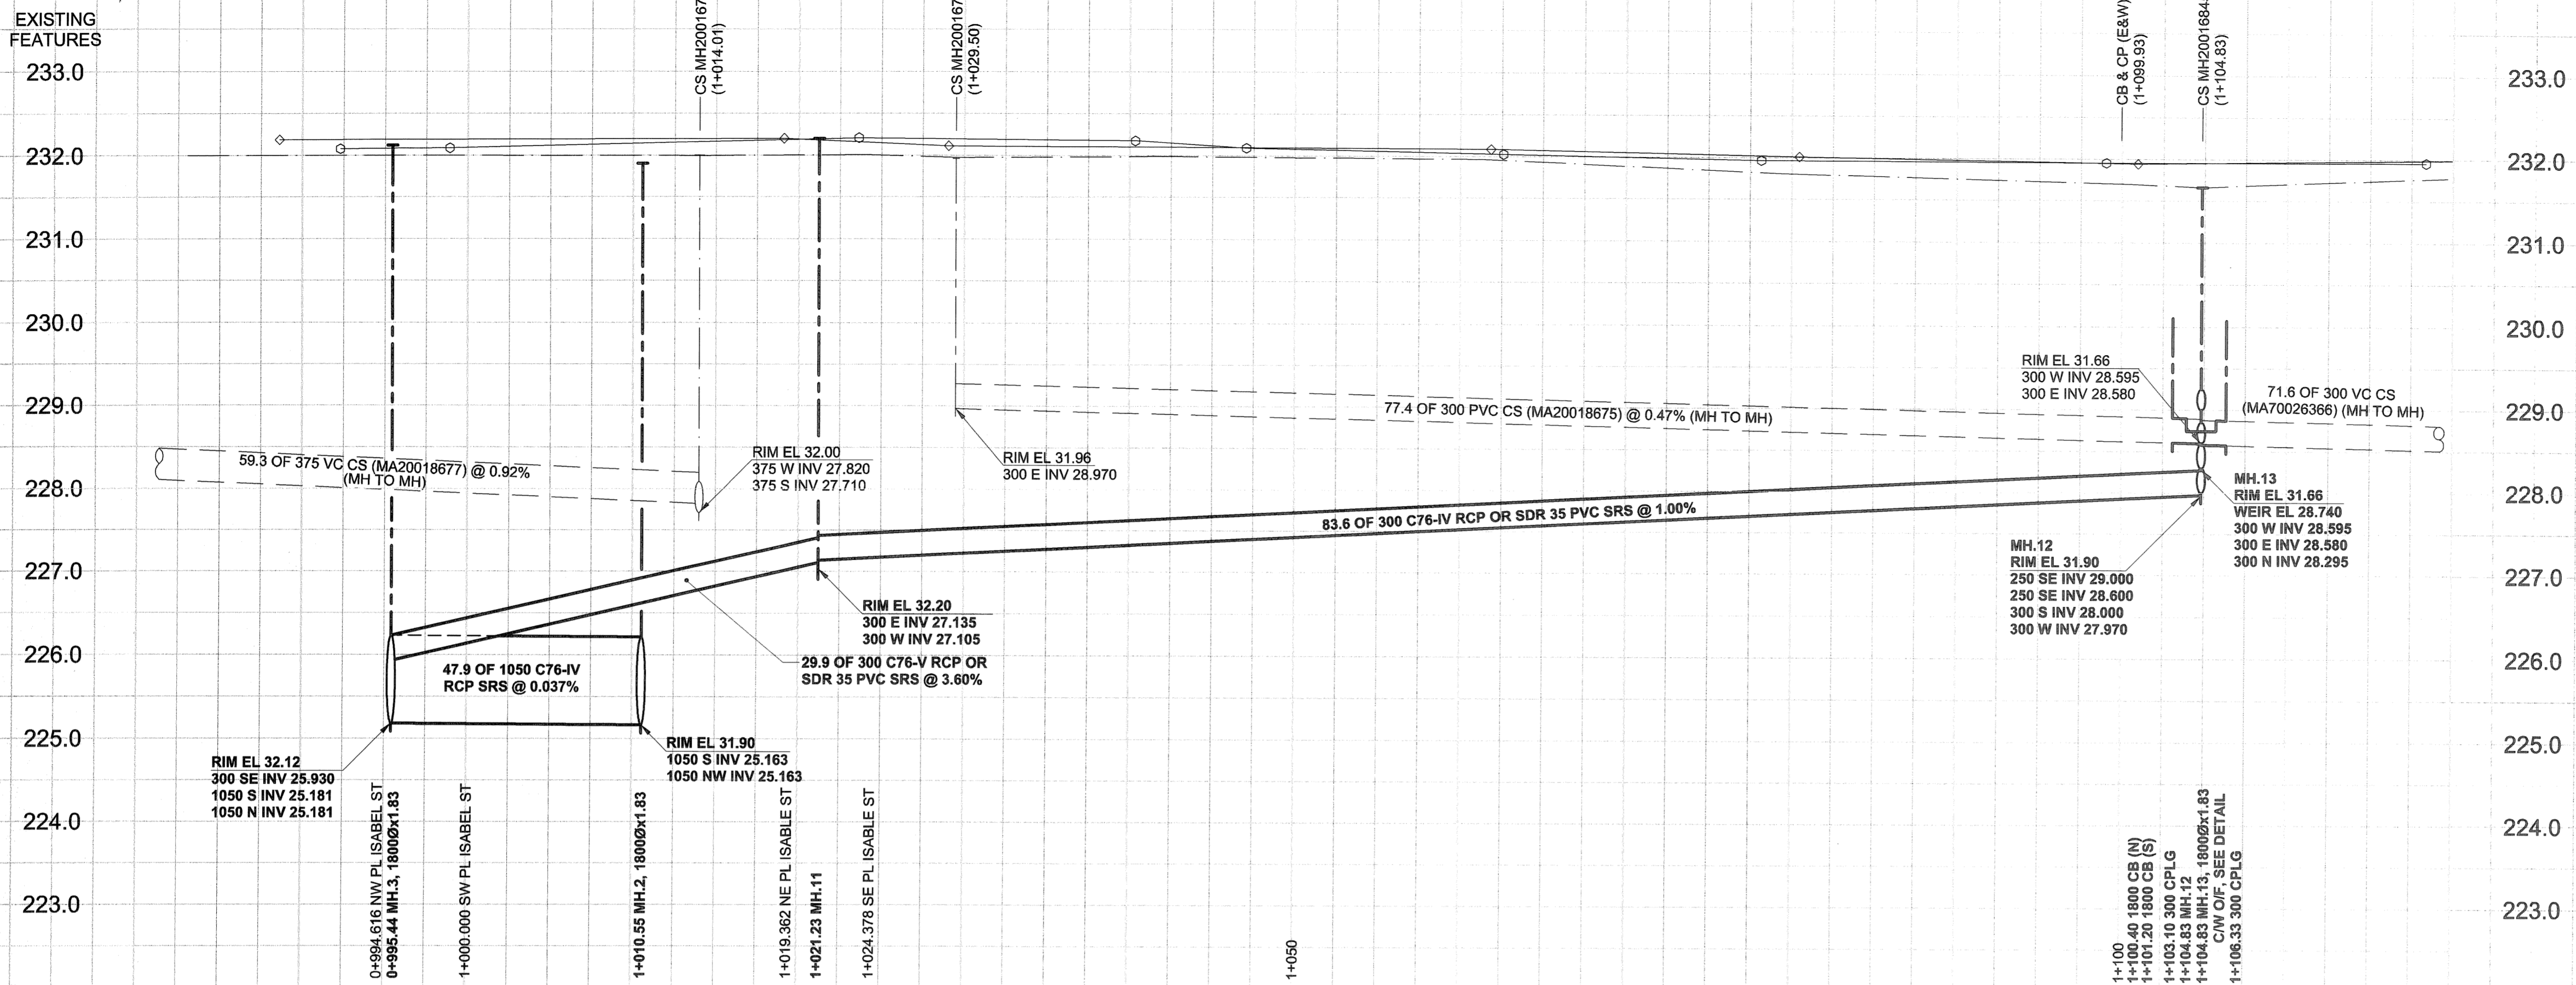 EXISTING
FEATURES
233.0
232.0
231.0
230.0
229.0
228.0
227.0
226.0
225.0
224.0
223.0
CS MH200167
(1+014.01)
CS MH200167
(1+029.50)
CB & CP (E&W)
(1+099.93)
CS MH2001684
(1+104.83)
233.0
232.0
231.0
230.0
229.0
228.0
227.0
226.0
225.0
224.0
223.0
59.3 OF 375 VC CS (MA20018677) @ 0.92%
(MH TO MH)
RIM EL 32.00
375 W INV 27.820
375 S INV 27.710
RIM EL 31.96
300 E INV 28.970
77.4 OF 300 PVC CS (MA20018675) @ 0.47% (MH TO MH)
RIM EL 31.66
300 W INV 28.595
300 E INV 28.580
71.6 OF 300 VC CS
(MA70026366) (MH TO MH)
83.6 OF 300 C76-IV RCP OR SDR 35 PVC SRS @ 1.00%
MH.13
RIM EL 31.66
WEIR EL 28.740
300 W INV 28.595
300 E INV 28.580
300 N INV 28.295
MH.12
RIM EL 31.90
250 SE INV 29.000
250 SE INV 28.600
300 S INV 28.000
300 W INV 27.970
RIM EL 32.20
300 E INV 27.135
300 W INV 27.105
29.9 OF 300 C76-V RCP OR
SDR 35 PVC SRS @ 3.60%
47.9 OF 1050 C76-IV
RCP SRS @ 0.037%
RIM EL 32.12
300 SE INV 25.930
1050 S INV 25.181
1050 N INV 25.181
RIM EL 31.90
1050 S INV 25.163
1050 NW INV 25.163
0+994.616 NW PL ISABEL ST
0+995.44 MH.3, 1800Øx1.83
1+000.000 SW PL ISABEL ST
1+010.55 MH.2, 1800Øx1.83
1+019.362 NE PL ISABLE ST
1+021.23 MH.11
1+024.378 SE PL ISABLE ST
1+050
1+100
1+100.40 1800 CB (N)
1+101.20 1800 CB (S)
1+103.10 300 CPLG
1+104.83 MH.12
1+104.83 MH.13, 1800Øx1.83
C/W O/F, SEE DETAIL
1+106.33 300 CPLG